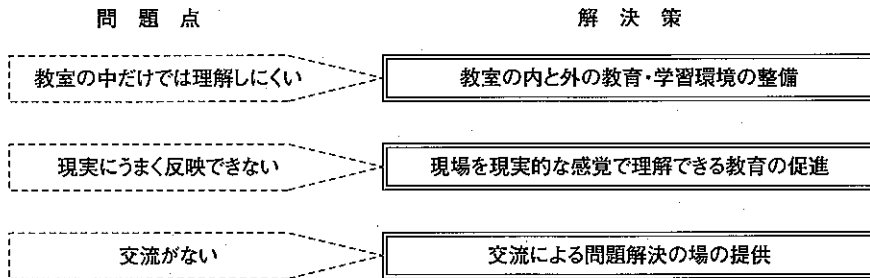 問題点
解決策
教室の中だけでは理解しにくい
教室の内と外の教育・学習環境の整備
現実にうまく反映できない
現場を現実的な感覚で理解できる教育の促進
交流がない
交流による問題解決の場の提供